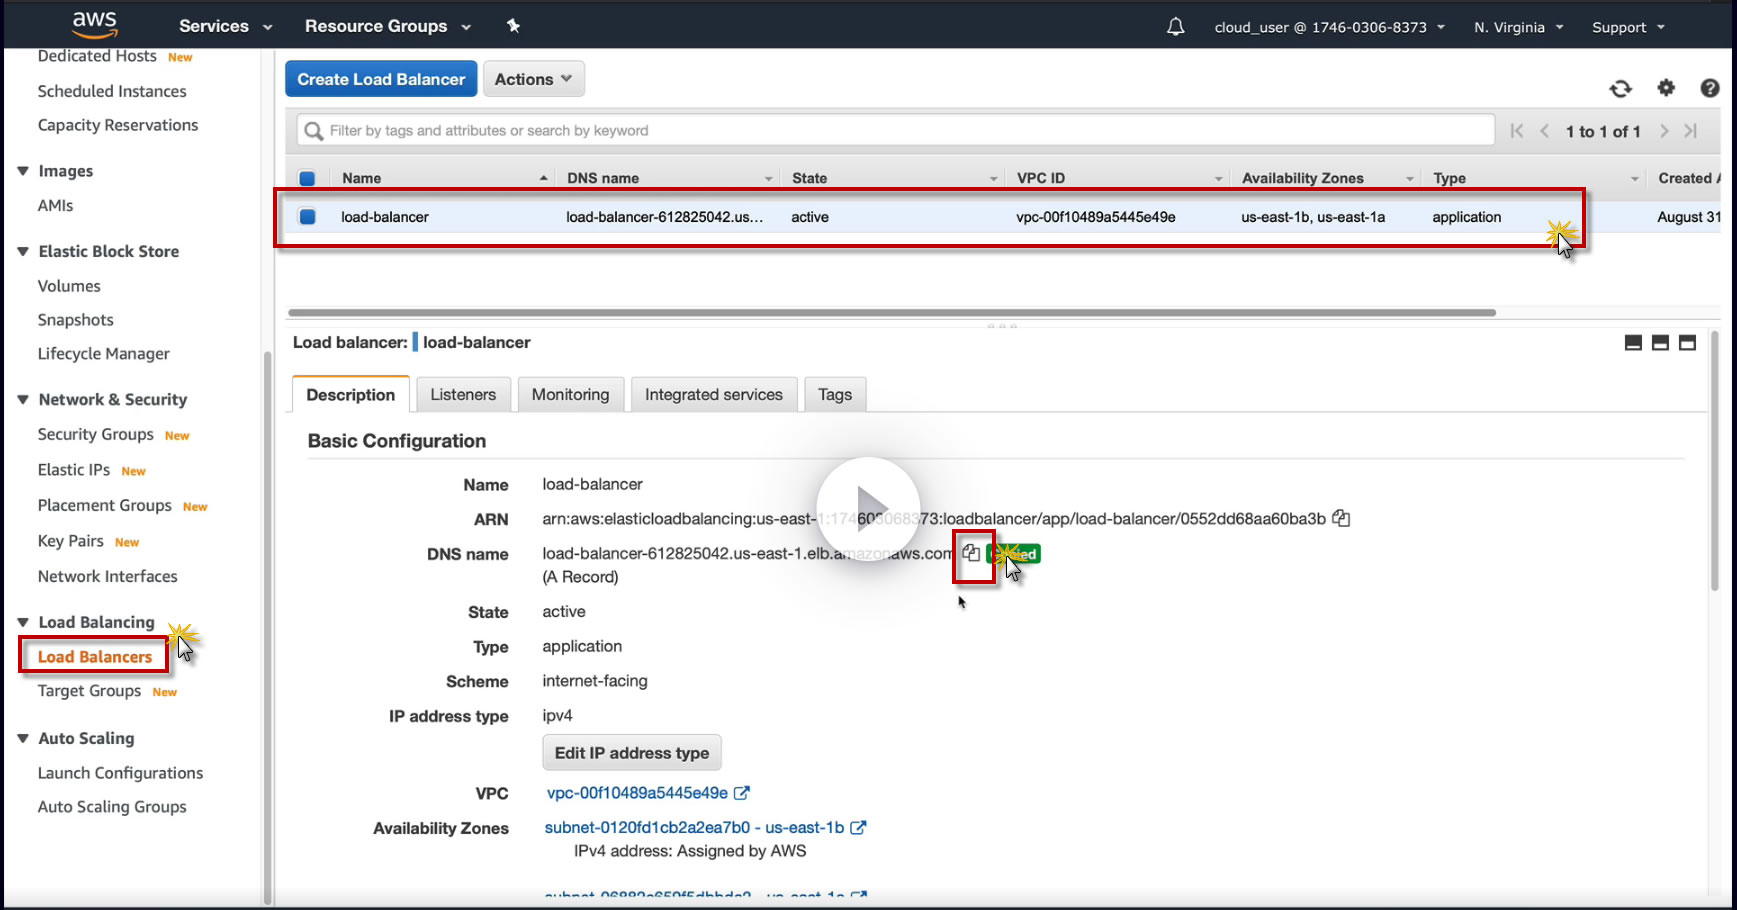 aws Services Resource Groups cloud_user @ 1746-0306-8373 N. Virginia Support
Dedicated Hosts New
Scheduled Instances
Capacity Reservations
Images
AMIs
Elastic Block Store
Volumes
Snapshots
Lifecycle Manager
Network & Security
Security Groups New
Elastic IPs New
Placement Groups New
Key Pairs New
Network Interfaces
Load Balancing
Load Balancers
Target Groups New
Auto Scaling
Launch Configurations
Auto Scaling Groups
Create Load Balancer Actions
Filter by tags and attributes or search by keyword 1 to 1 of 1
Name DNS name State VPC ID Availability Zones Type Created A
load-balancer load-balancer-612825042.us... active vpc-00f10489a5445e49e us-east-1b, us-east-1a application August 31
Load balancer: load-balancer
Description Listeners Monitoring Integrated services Tags
Basic Configuration
Name load-balancer
ARN arn:aws:elasticloadbalancing:us-east-1:174603068373:loadbalancer/app/load-balancer/0552dd68aa60ba3b
DNS name load-balancer-612825042.us-east-1.elb.amazonaws.com
(A Record)
State active
Type application
Scheme internet-facing
IP address type ipv4
Edit IP address type
VPC vpc-00f10489a5445e49e
Availability Zones subnet-0120fd1cb2a2ea7b0 - us-east-1b
IPv4 address: Assigned by AWS